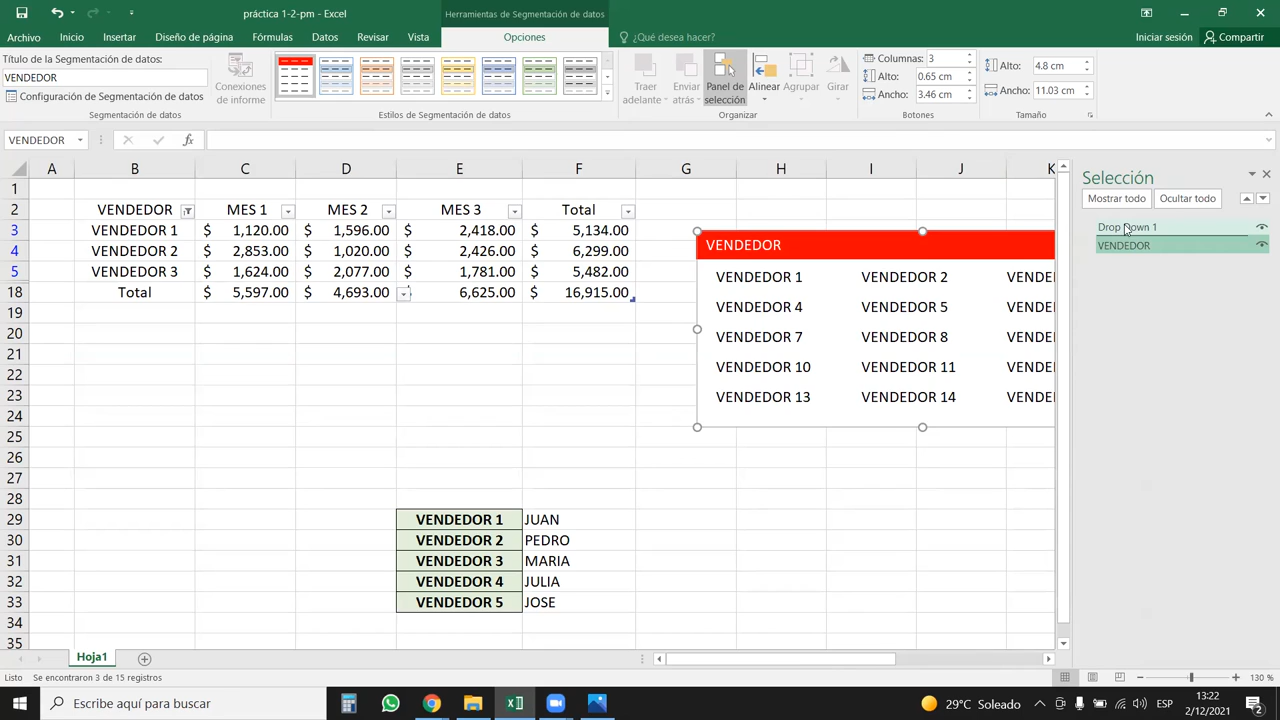 práctica 1-2-pm - Excel
Herramientas de Segmentación de datos
Archivo Inicio Insertar Diseño de página Fórmulas Datos Revisar Vista Opciones ¿Qué desea hacer? Iniciar sesión Compartir
Título de la Segmentación de datos:
VENDEDOR
Configuración de Segmentación de datos
Segmentación de datos
Conexiones de informe
Estilos de Segmentación de datos
Traer adelante
Enviar atrás
Panel de selección
Alinear
Agrupar
Girar
Organizar
Columns: 3
Alto: 0.65 cm
Ancho: 3.46 cm
Botones
Alto: 4.8 cm
Ancho: 11.03 cm
Tamaño
VENDEDOR fx
A B C D E F G H I J K
1
2 VENDEDOR MES 1 MES 2 MES 3 Total
3 VENDEDOR 1 $ 1,120.00 $ 1,596.00 $ 2,418.00 $ 5,134.00
4 VENDEDOR 2 $ 2,853.00 $ 1,020.00 $ 2,426.00 $ 6,299.00
5 VENDEDOR 3 $ 1,624.00 $ 2,077.00 $ 1,781.00 $ 5,482.00
18 Total $ 5,597.00 $ 4,693.00 6,625.00 $ 16,915.00
19
20
21
22
23
24
25
26
27
28
29 VENDEDOR 1 JUAN
30 VENDEDOR 2 PEDRO
31 VENDEDOR 3 MARIA
32 VENDEDOR 4 JULIA
33 VENDEDOR 5 JOSE
34
35
VENDEDOR
VENDEDOR 1 VENDEDOR 2 VENDE
VENDEDOR 4 VENDEDOR 5 VENDE
VENDEDOR 7 VENDEDOR 8 VENDE
VENDEDOR 10 VENDEDOR 11 VENDE
VENDEDOR 13 VENDEDOR 14 VENDE
Selección
Mostrar todo Ocultar todo
Drop Down 1
VENDEDOR
Hoja1
Listo Se encontraron 3 de 15 registros 130 %
Escribe aquí para buscar
29°C Soleado
ESP
13:22
2/12/2021
2